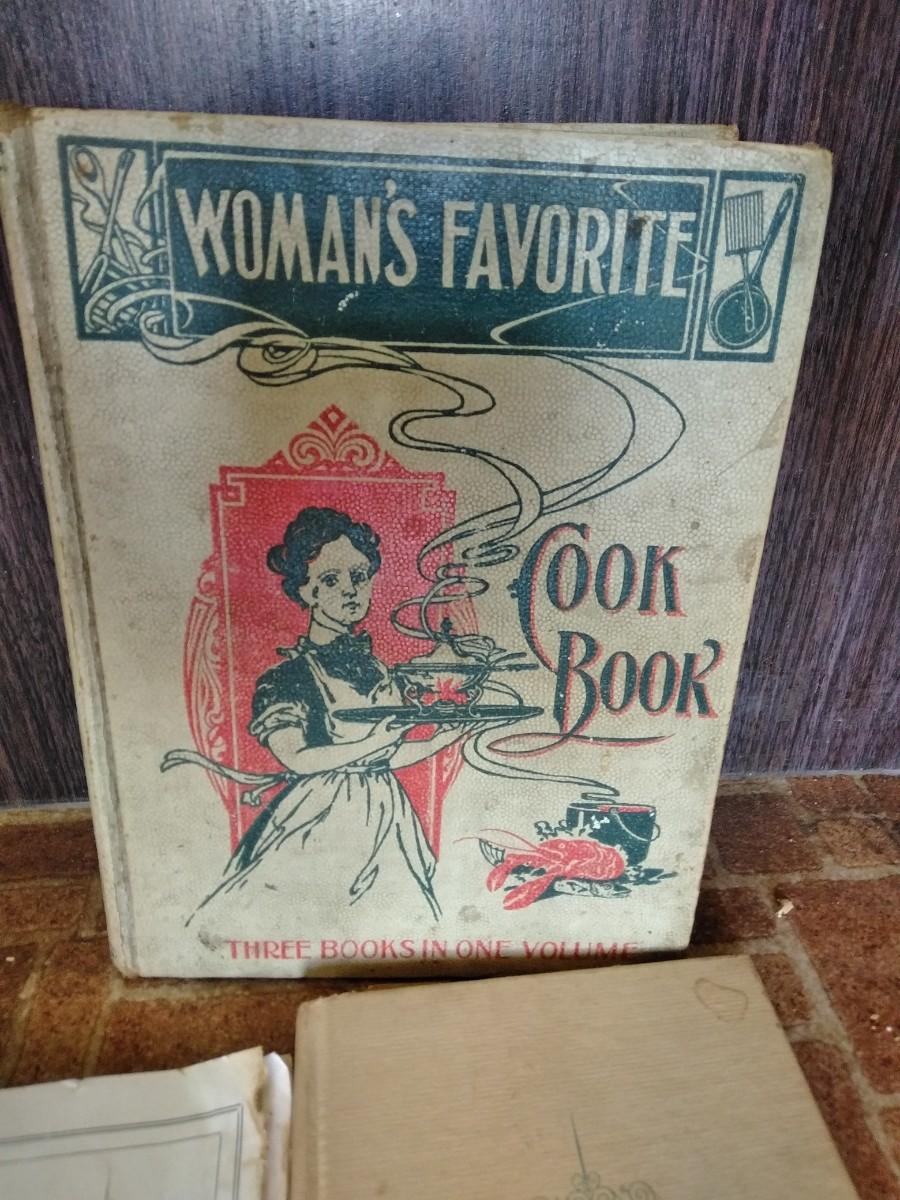 WOMAN'S FAVORITE
COOK
BOOK
THREE BOOKS IN ONE VOLUME